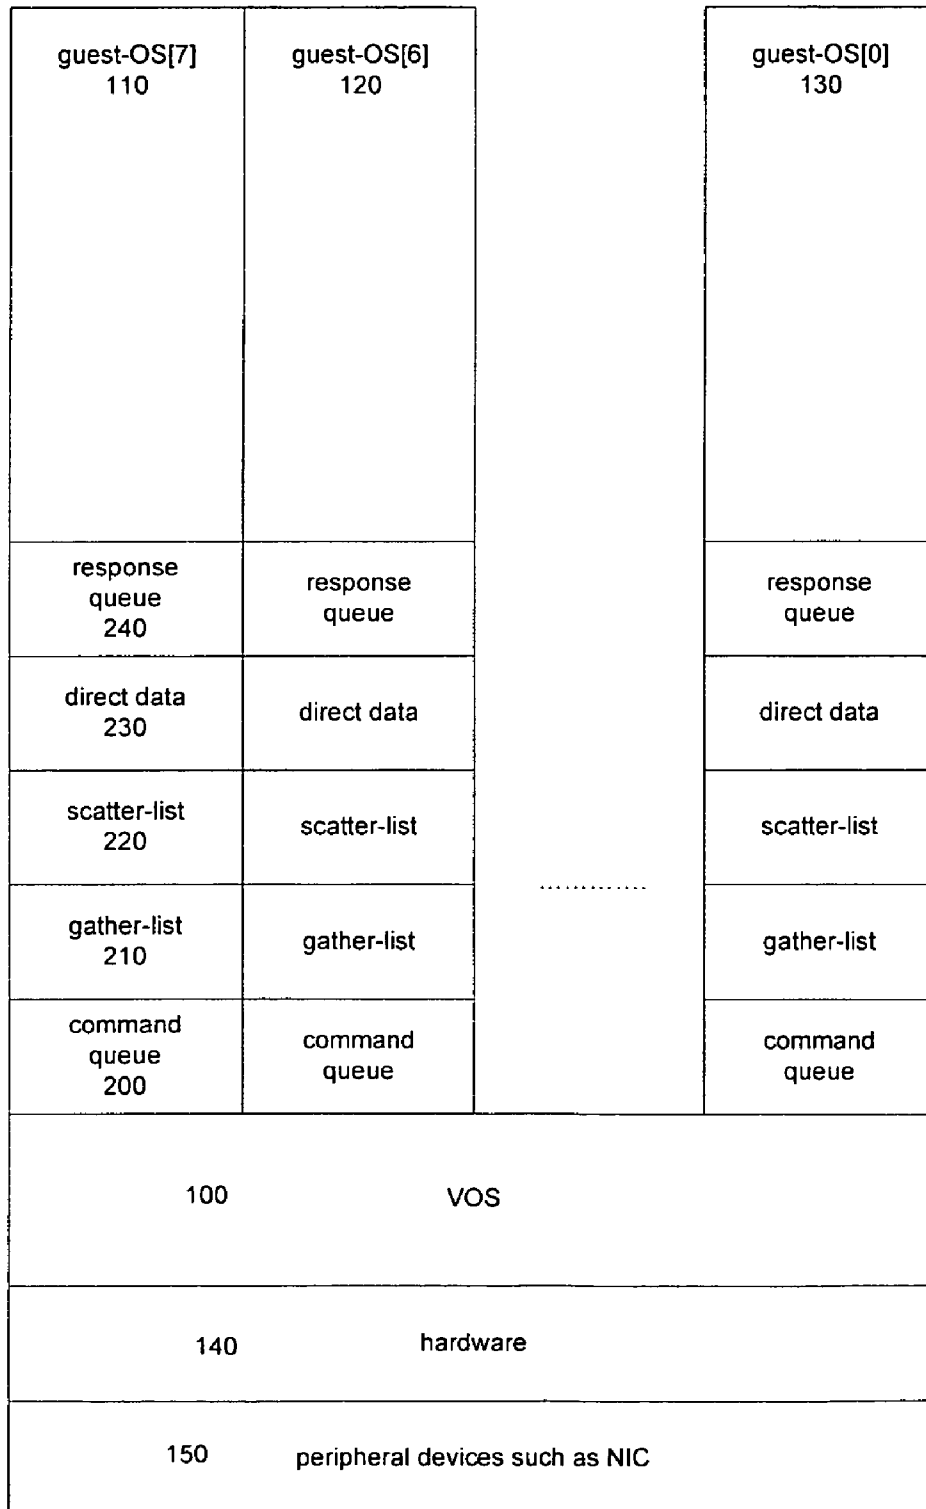 guest-OS[7]
110
guest-OS[6]
120
guest-OS[0]
130
response
queue
240
response
queue
response
queue
direct data
230
direct data
direct data
scatter-list
220
scatter-list
scatter-list
............
gather-list
210
gather-list
gather-list
command
queue
200
command
queue
command
queue
100 VOS
140 hardware
150 peripheral devices such as NIC